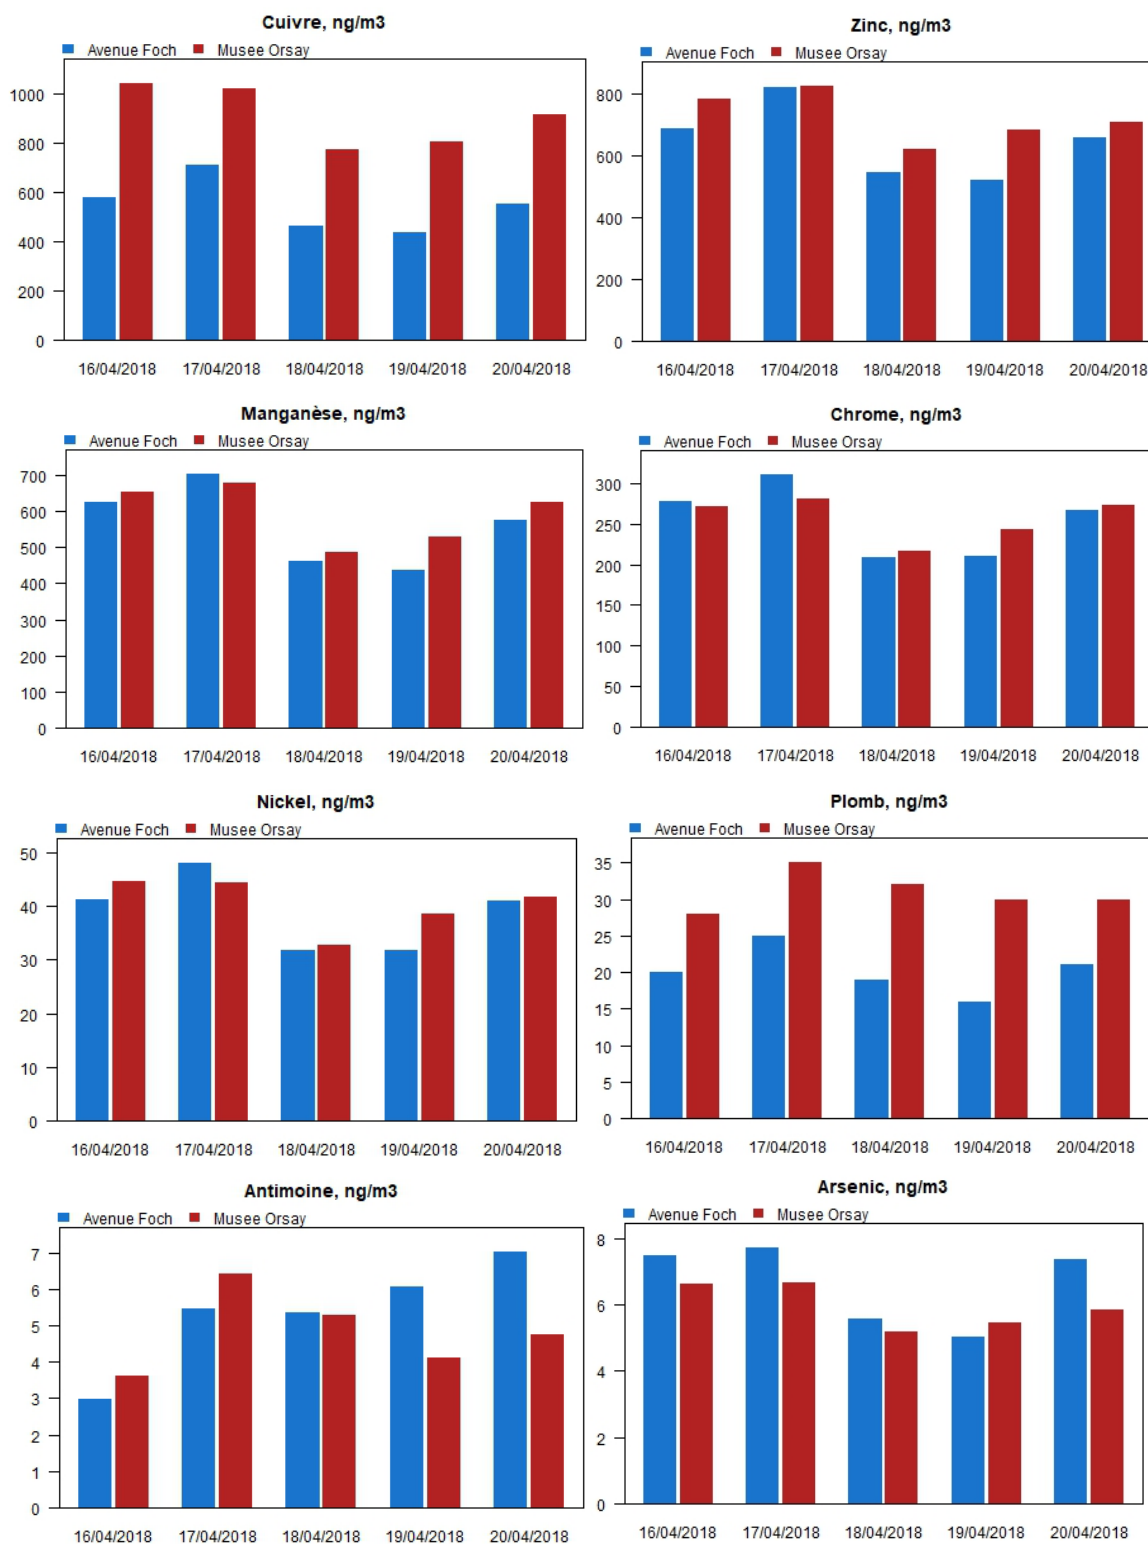 Cuivre, ng/m3
Avenue Foch Musee Orsay
1000
800
600
400
200
0
16/04/2018 17/04/2018 18/04/2018 19/04/2018 20/04/2018
Zinc, ng/m3
Avenue Foch Musee Orsay
800
600
400
200
0
16/04/2018 17/04/2018 18/04/2018 19/04/2018 20/04/2018
Manganèse, ng/m3
Avenue Foch Musee Orsay
700
600
500
400
300
200
100
0
16/04/2018 17/04/2018 18/04/2018 19/04/2018 20/04/2018
Chrome, ng/m3
Avenue Foch Musee Orsay
300
250
200
150
100
50
0
16/04/2018 17/04/2018 18/04/2018 19/04/2018 20/04/2018
Nickel, ng/m3
Avenue Foch Musee Orsay
50
40
30
20
10
0
16/04/2018 17/04/2018 18/04/2018 19/04/2018 20/04/2018
Plomb, ng/m3
Avenue Foch Musee Orsay
35
30
25
20
15
10
5
0
16/04/2018 17/04/2018 18/04/2018 19/04/2018 20/04/2018
Antimoine, ng/m3
Avenue Foch Musee Orsay
7
6
5
4
3
2
1
0
16/04/2018 17/04/2018 18/04/2018 19/04/2018 20/04/2018
Arsenic, ng/m3
Avenue Foch Musee Orsay
8
6
4
2
0
16/04/2018 17/04/2018 18/04/2018 19/04/2018 20/04/2018